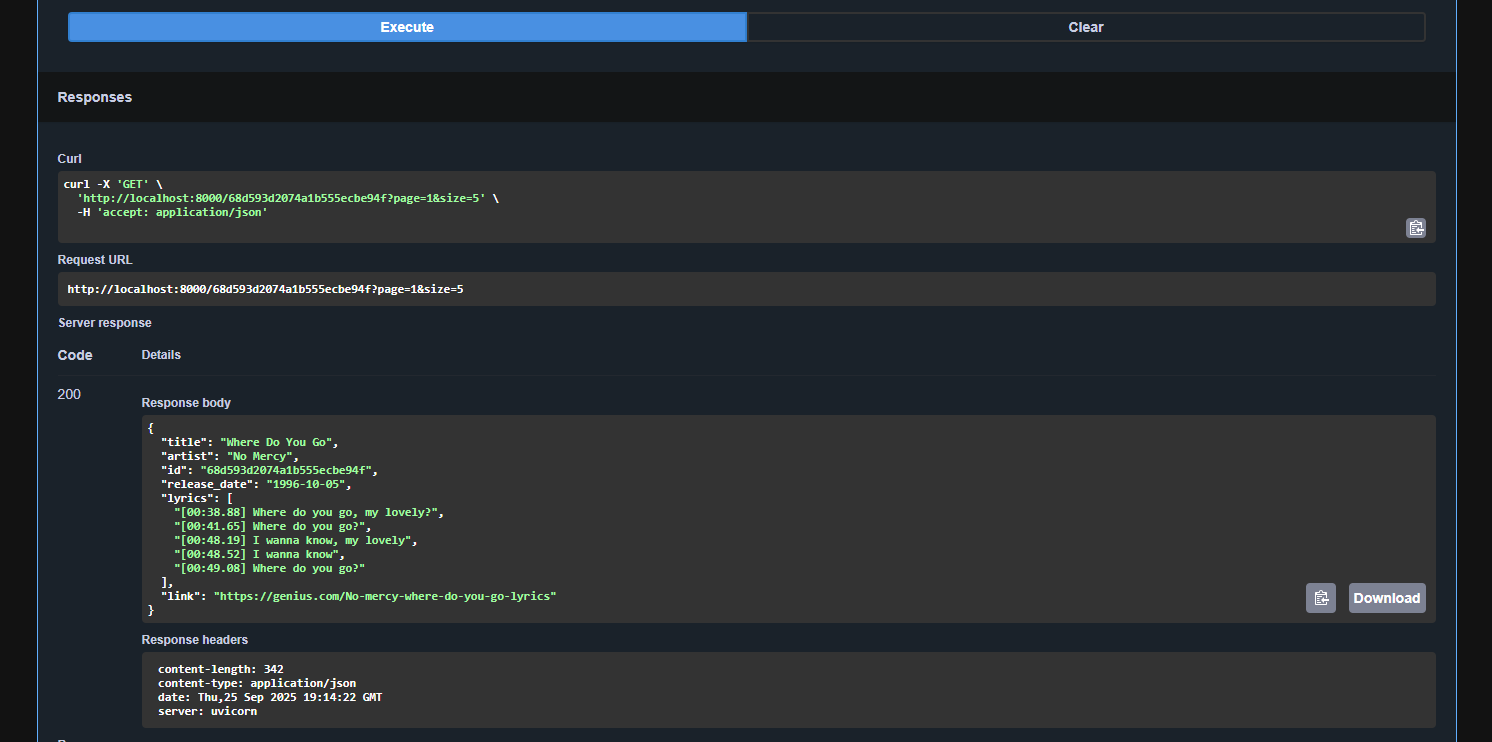 Execute
Clear
Responses
Curl
curl -X 'GET' \
  'http://localhost:8000/68d593d2074a1b555ecbe94f?page=1&size=5' \
  -H 'accept: application/json'
Request URL
http://localhost:8000/68d593d2074a1b555ecbe94f?page=1&size=5
Server response
Code
Details
200
Response body
{
  "title": "Where Do You Go",
  "artist": "No Mercy",
  "id": "68d593d2074a1b555ecbe94f",
  "release_date": "1996-10-05",
  "lyrics": [
    "[00:38.88] Where do you go, my lovely?",
    "[00:41.65] Where do you go?",
    "[00:48.19] I wanna know, my lovely",
    "[00:48.52] I wanna know",
    "[00:49.08] Where do you go?"
  ],
  "link": "https://genius.com/No-mercy-where-do-you-go-lyrics"
}
Download
Response headers
content-length: 342
content-type: application/json
date: Thu,25 Sep 2025 19:14:22 GMT
server: uvicorn